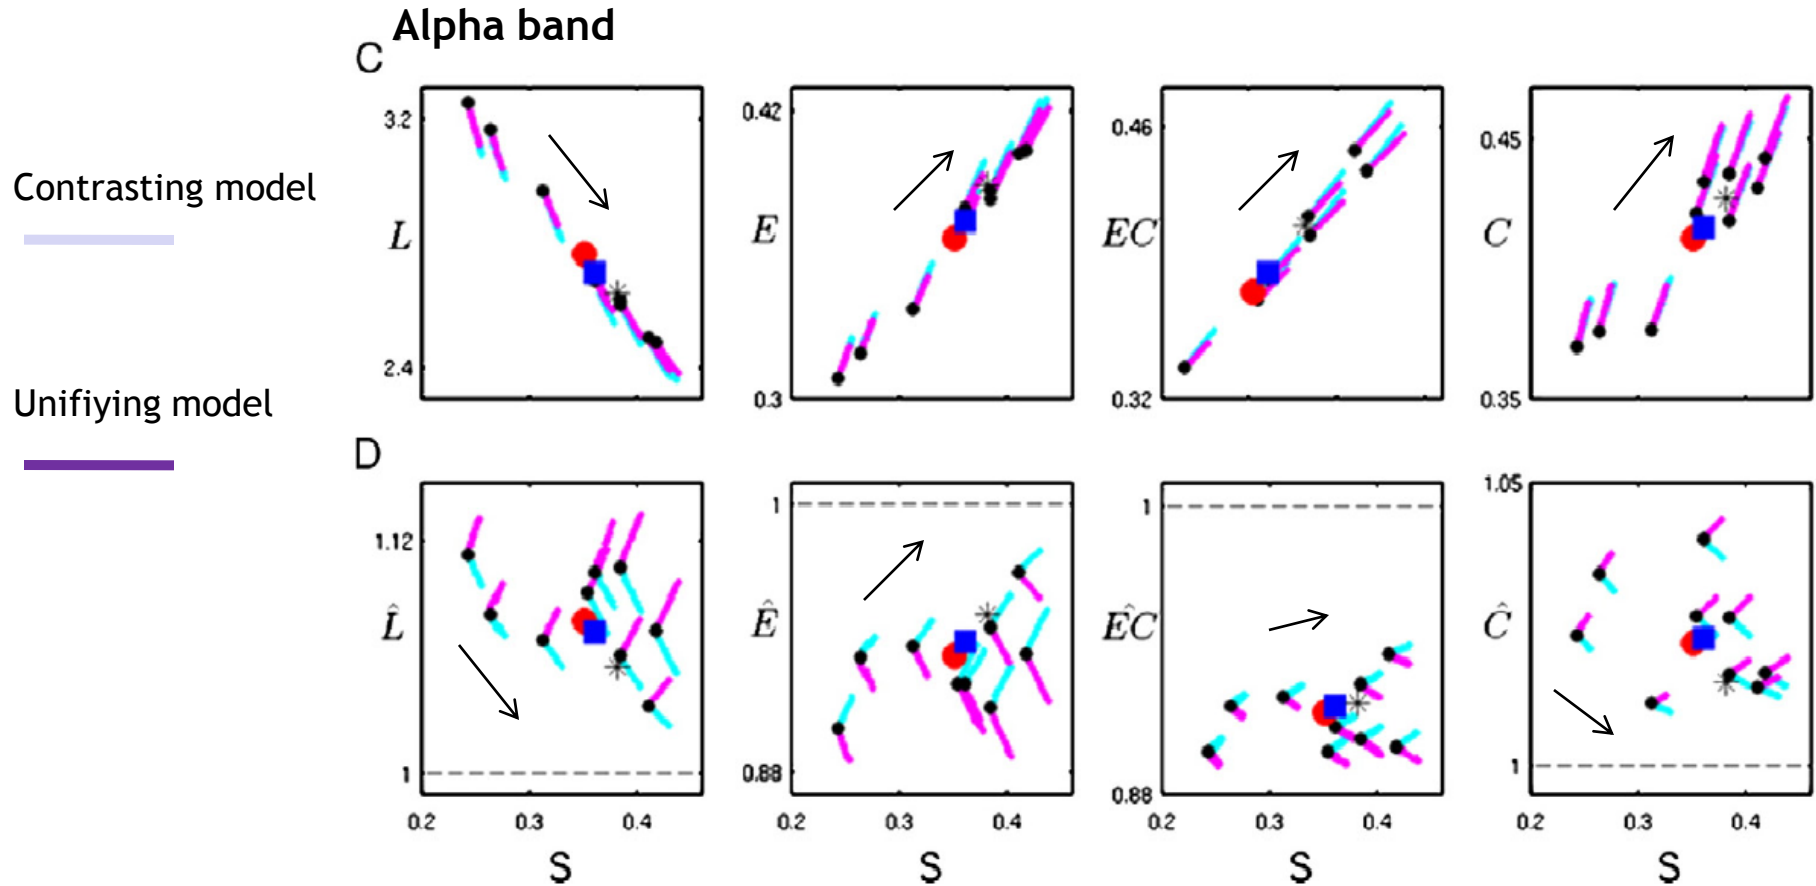 Alpha band
C
Contrasting model
Unifiying model
3.2
L
2.4
0.42
E
0.3
0.46
EC
0.32
0.45
C
0.35
D
1.12
L̂
1
0.2 0.3 0.4
S
1
Ê
0.88
0.2 0.3 0.4
S
1
EĈ
0.88
0.2 0.3 0.4
S
1.05
Ĉ
1
0.2 0.3 0.4
S